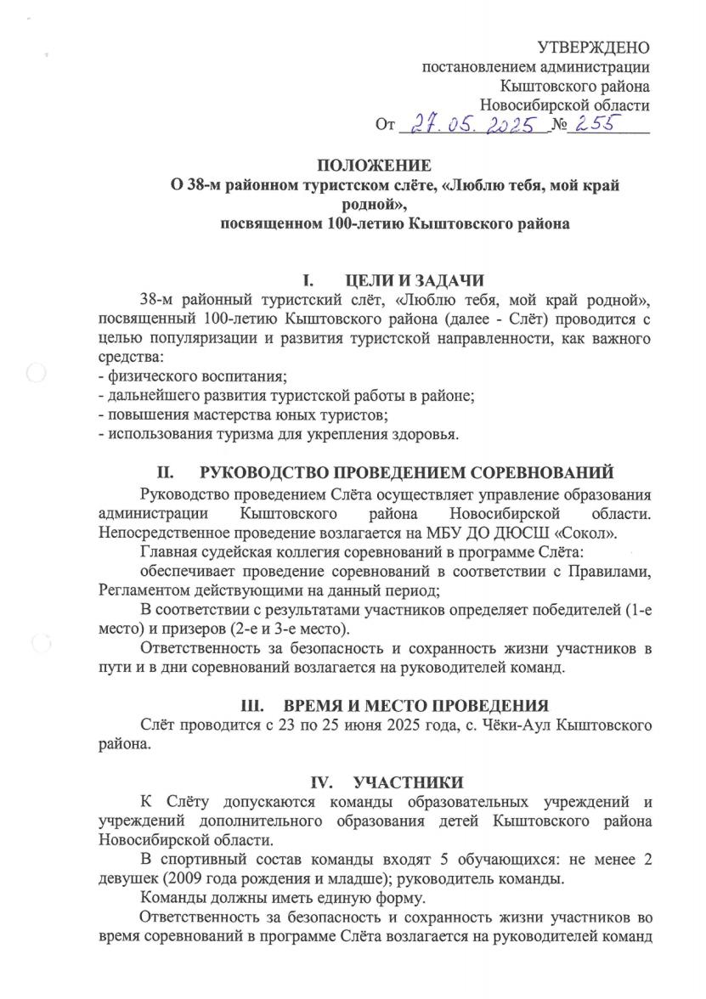 УТВЕРЖДЕНО
постановлением администрации
Кыштовского района
Новосибирской области
От 27.05.2025 № 255
ПОЛОЖЕНИЕ
О 38-м районном туристском слёте, «Люблю тебя, мой край
родной»,
посвященном 100-летию Кыштовского района
I. ЦЕЛИ И ЗАДАЧИ
38-м районный туристский слёт, «Люблю тебя, мой край родной»,
посвященный 100-летию Кыштовского района (далее - Слёт) проводится с
целью популяризации и развития туристской направленности, как важного
средства:
- физического воспитания;
- дальнейшего развития туристской работы в районе;
- повышения мастерства юных туристов;
- использования туризма для укрепления здоровья.
II. РУКОВОДСТВО ПРОВЕДЕНИЕМ СОРЕВНОВАНИЙ
Руководство проведением Слёта осуществляет управление образования
администрации Кыштовского района Новосибирской области.
Непосредственное проведение возлагается на МБУ ДО ДЮСШ «Сокол».
Главная судейская коллегия соревнований в программе Слёта:
обеспечивает проведение соревнований в соответствии с Правилами,
Регламентом действующими на данный период;
В соответствии с результатами участников определяет победителей (1-е
место) и призеров (2-е и 3-е место).
Ответственность за безопасность и сохранность жизни участников в
пути и в дни соревнований возлагается на руководителей команд.
III. ВРЕМЯ И МЕСТО ПРОВЕДЕНИЯ
Слёт проводится с 23 по 25 июня 2025 года, с. Чёки-Аул Кыштовского
района.
IV. УЧАСТНИКИ
К Слёту допускаются команды образовательных учреждений и
учреждений дополнительного образования детей Кыштовского района
Новосибирской области.
В спортивный состав команды входят 5 обучающихся: не менее 2
девушек (2009 года рождения и младше); руководитель команды.
Команды должны иметь единую форму.
Ответственность за безопасность и сохранность жизни участников во
время соревнований в программе Слёта возлагается на руководителей команд